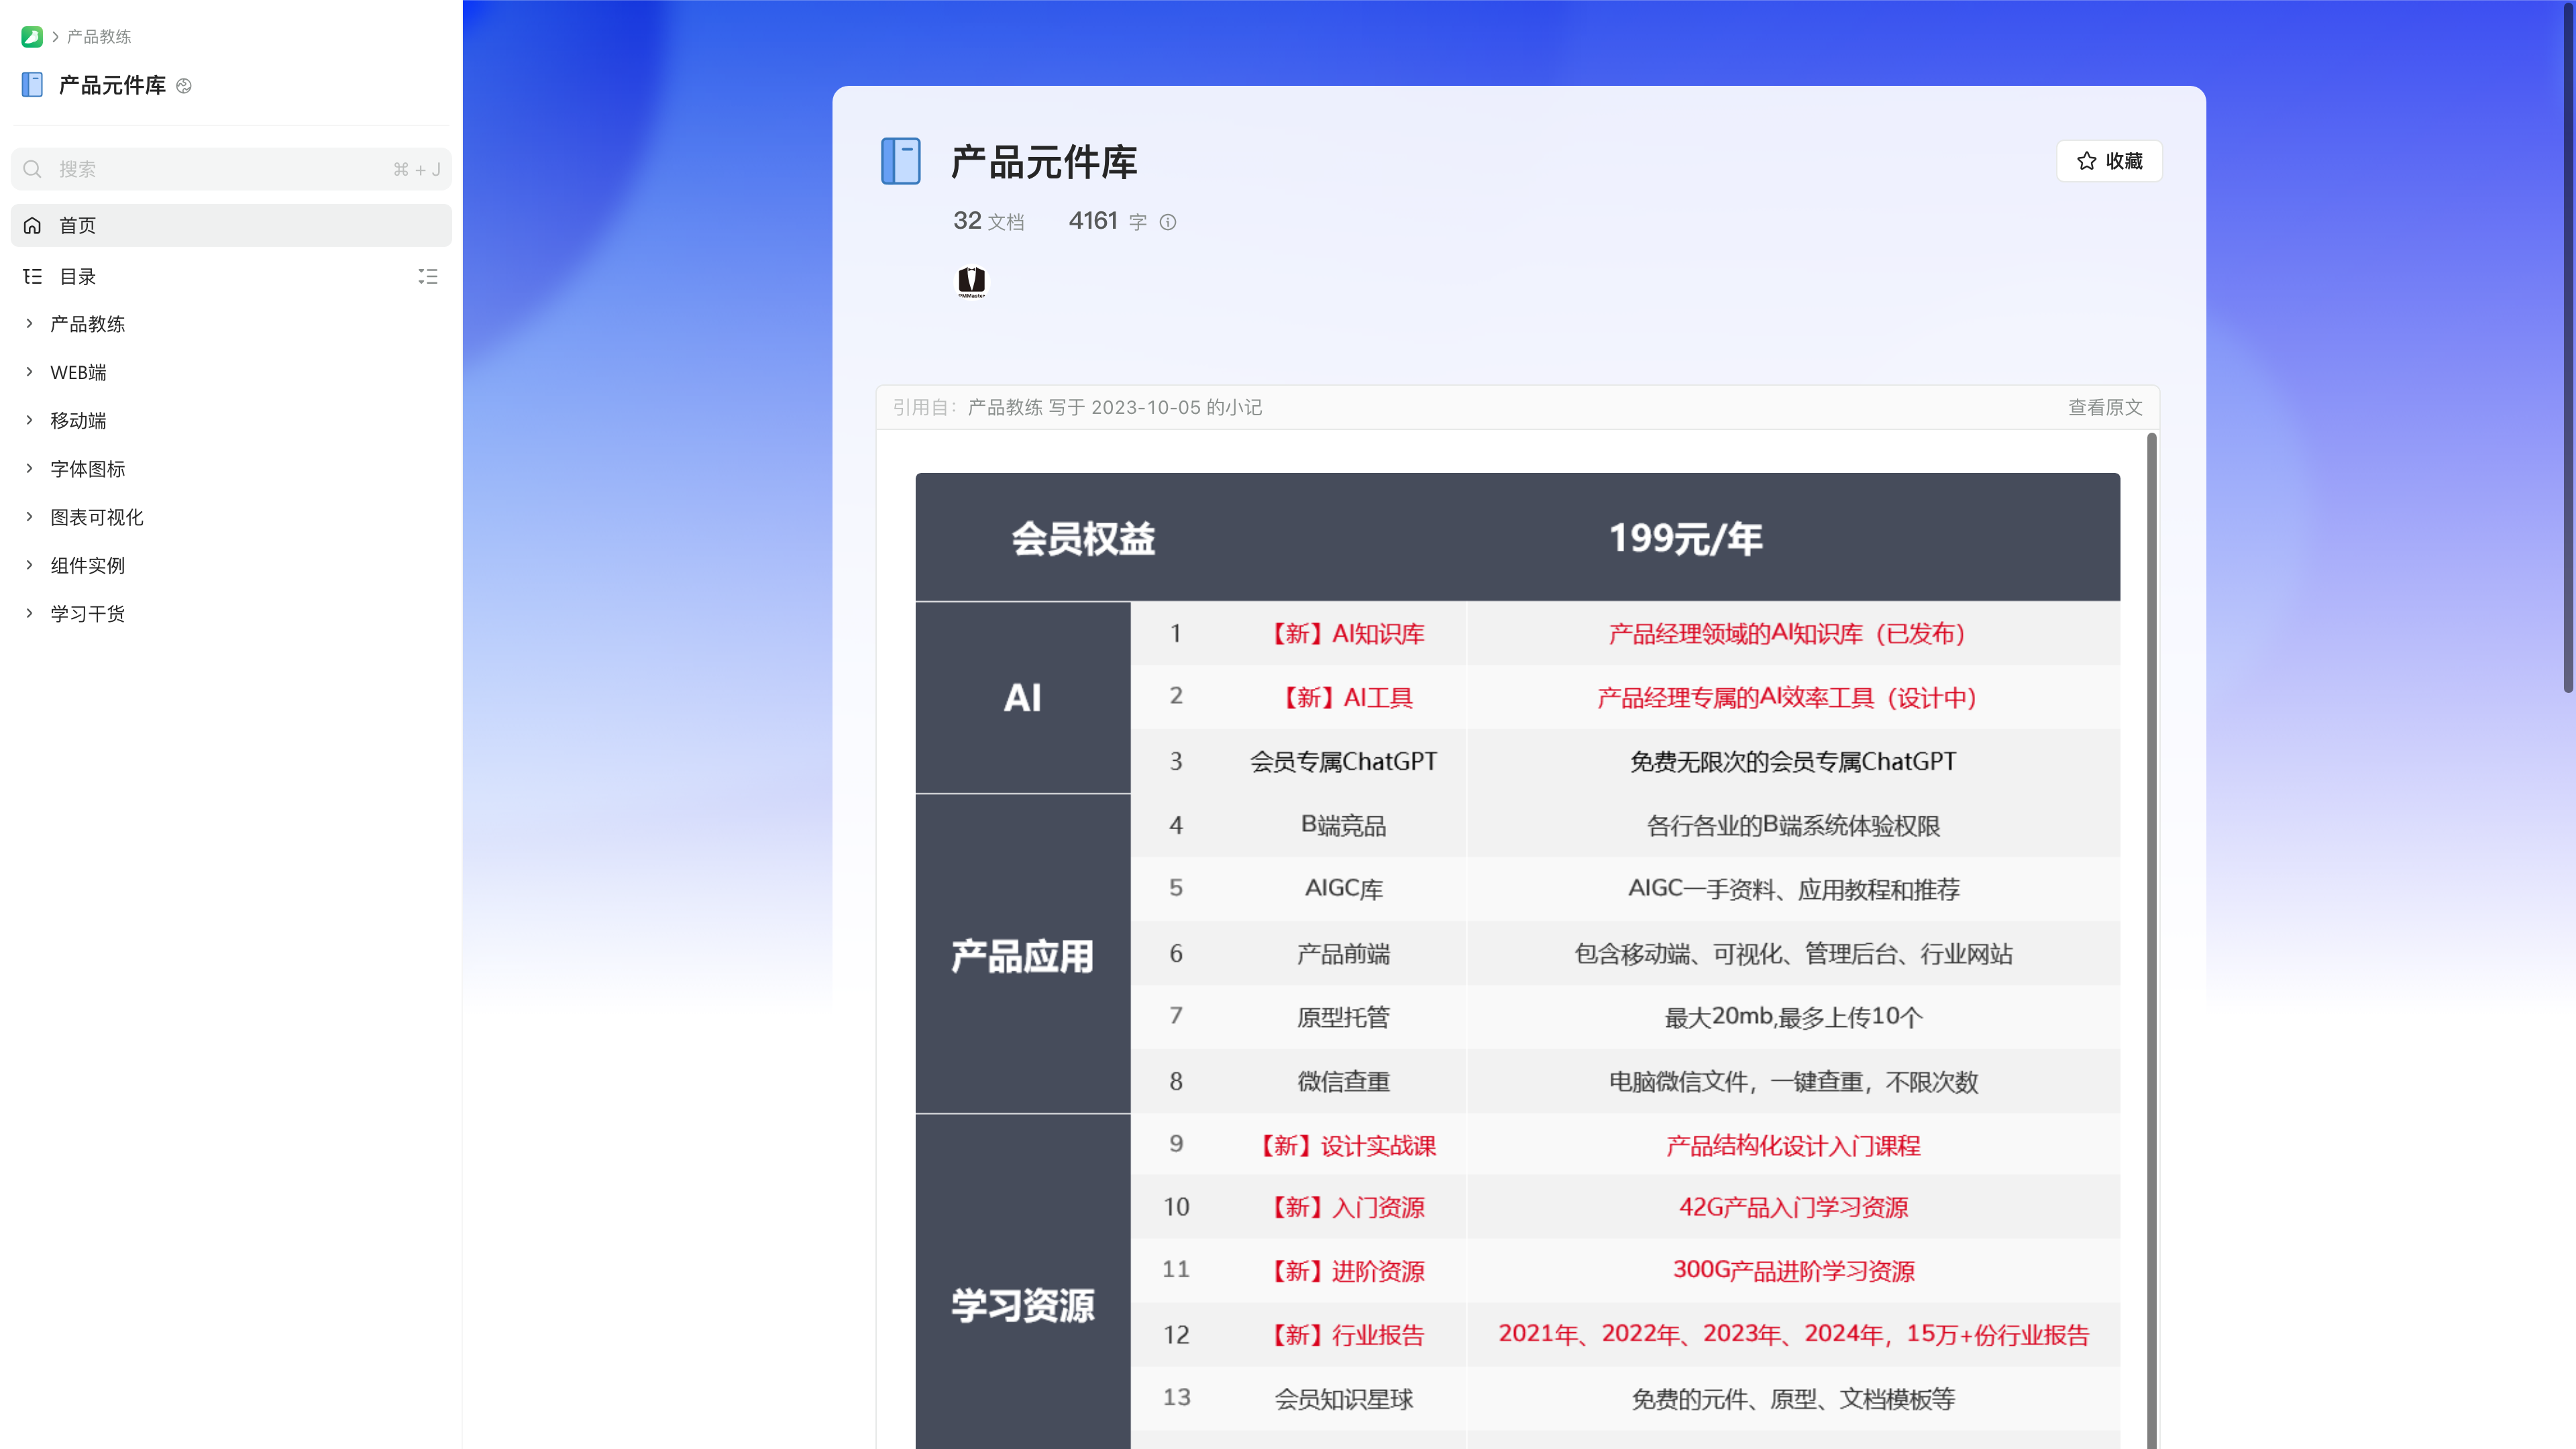 产品教练
产品元件库
搜索 ⌘ + J
首页
目录
产品教练
WEB端
移动端
字体图标
图表可视化
组件实例
学习干货
产品元件库
收藏
32 文档 4161 字
PMMaster
引用自：产品教练 写于 2023-10-05 的小记 查看原文
会员权益 199元/年
AI
1 【新】AI知识库 产品经理领域的AI知识库（已发布）
2 【新】AI工具 产品经理专属的AI效率工具（设计中）
3 会员专属ChatGPT 免费无限次的会员专属ChatGPT
产品应用
4 B端竞品 各行各业的B端系统体验权限
5 AIGC库 AIGC一手资料、应用教程和推荐
6 产品前端 包含移动端、可视化、管理后台、行业网站
7 原型托管 最大20mb,最多上传10个
8 微信查重 电脑微信文件，一键查重，不限次数
学习资源
9 【新】设计实战课 产品结构化设计入门课程
10 【新】入门资源 42G产品入门学习资源
11 【新】进阶资源 300G产品进阶学习资源
12 【新】行业报告 2021年、2022年、2023年、2024年，15万+份行业报告
13 会员知识星球 免费的元件、原型、文档模板等